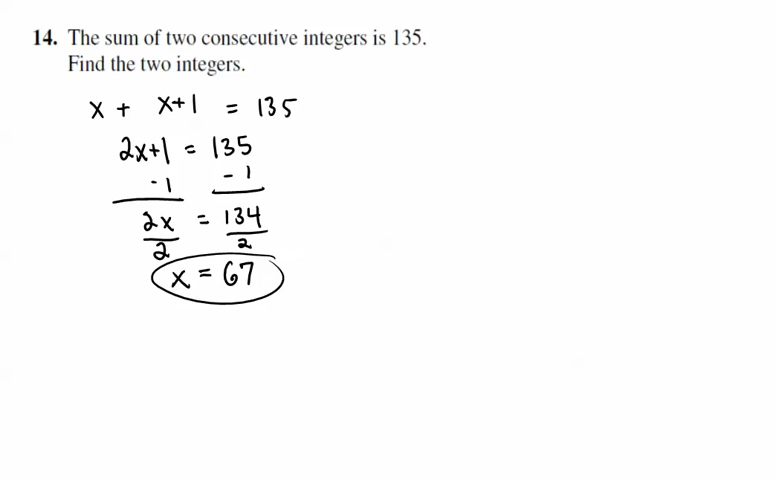 14. The sum of two consecutive integers is 135.
Find the two integers.
x + x+1 = 135
2x+1 = 135
-1 -1
2x = 134
2 2
x = 67